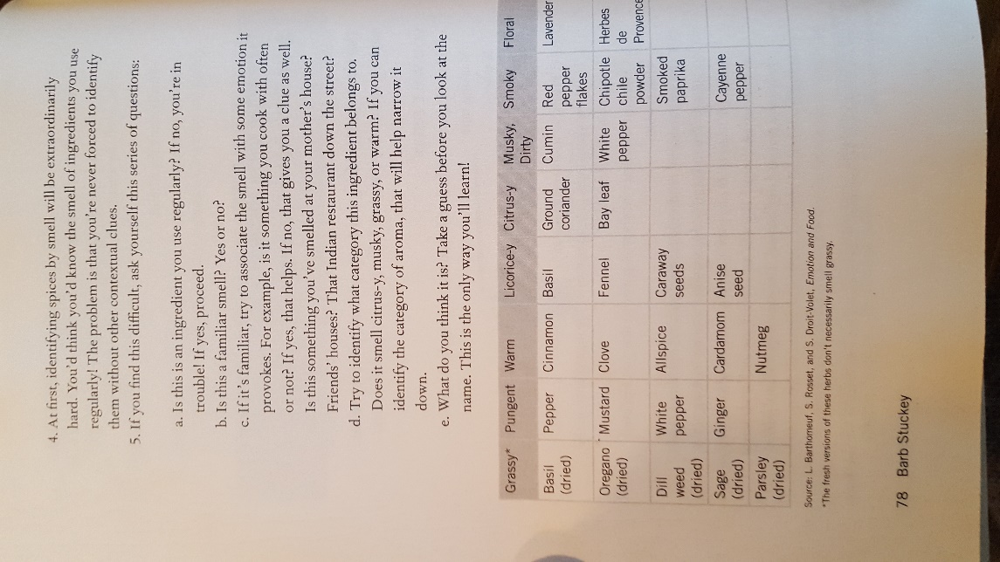 4. At first, identifying spices by smell will be extraordinarily
hard. You'd think you'd know the smell of ingredients you use
regularly! The problem is that you're never forced to identify
them without other contextual clues.
5. If you find this difficult, ask yourself this series of questions:
a. Is this is an ingredient you use regularly? If no, you're in
trouble! If yes, proceed.
b. Is this a familiar smell? Yes or no?
c. If it's familiar, try to associate the smell with some emotion it
provokes. For example, is it something you cook with often
or not? If yes, that helps. If no, that gives you a clue as well.
Is this something you've smelled at your mother's house?
Friends' houses? That Indian restaurant down the street?
d. Try to identify what category this ingredient belongs to.
Does it smell citrus-y, musky, grassy, or warm? If you can
identify the category of aroma, that will help narrow it
down.
e. What do you think it is? Take a guess before you look at the
name. This is the only way you'll learn!
Grassy* Pungent Warm Licorice-y Citrus-y Musky, Smoky Floral
Dirty
Basil Pepper Cinnamon Basil Ground Cumin Red Lavender
(dried) coriander pepper
flakes
Oregano Mustard Clove Fennel Bay leaf White Chipotle Herbes
(dried) pepper chile de
powder Provence
Dill White Allspice Caraway Smoked
weed pepper seeds paprika
(dried)
Sage Ginger Cardamom Anise Cayenne
(dried) seed pepper
Parsley Nutmeg
(dried)
Source: L. Barthomeuf, S. Rosset, and S. Droit-Volet, Emotion and Food.
*The fresh versions of these herbs don't necessarily smell grassy.
78 Barb Stuckey